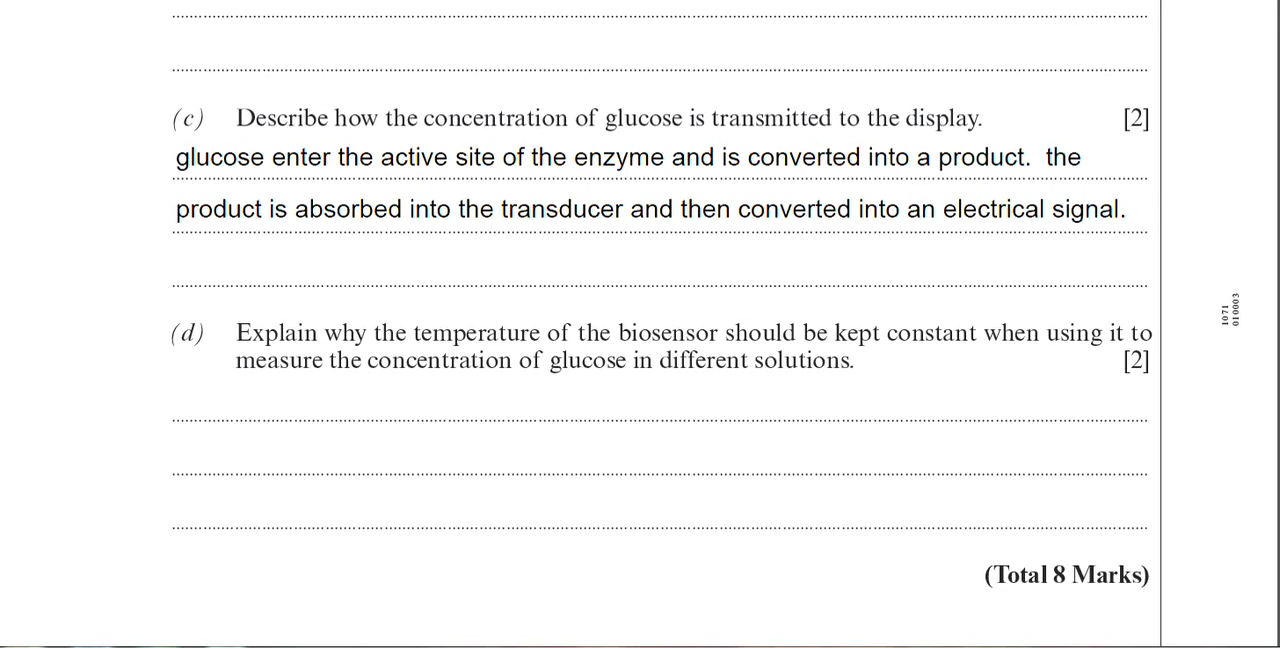 (c) Describe how the concentration of glucose is transmitted to the display. [2]
glucose enter the active site of the enzyme and is converted into a product. the
product is absorbed into the transducer and then converted into an electrical signal.
(d) Explain why the temperature of the biosensor should be kept constant when using it to
measure the concentration of glucose in different solutions. [2]
(Total 8 Marks)
1071
010003